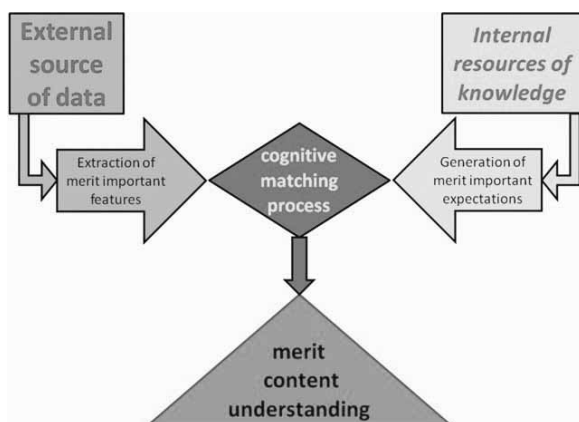 External
source
of data
Internal
resources of
knowledge
Extraction of
merit important
features
cognitive
matching
process
Generation of
merit important
expectations
merit
content
understanding